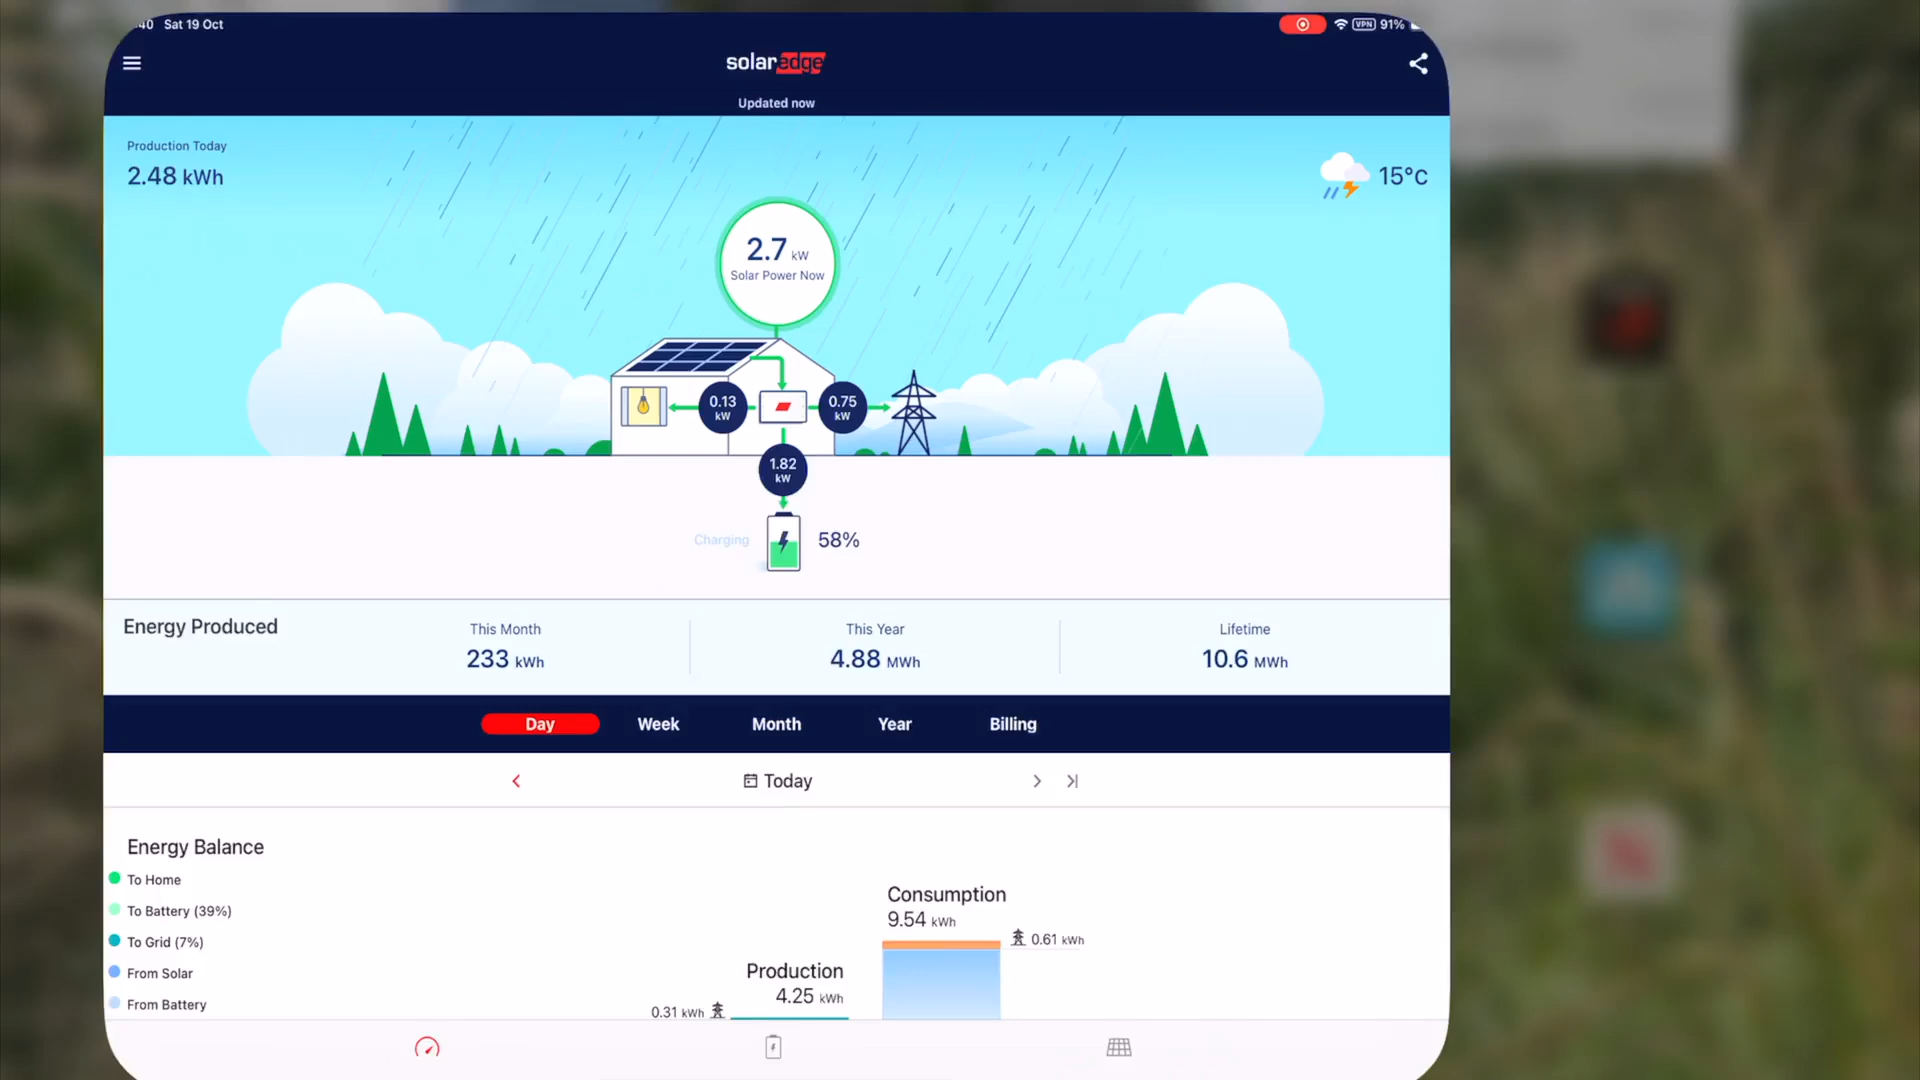 40 Sat 19 Oct
VPN 91%
solaredge
Updated now
Production Today
2.48 kWh
15°C
2.7 kW
Solar Power Now
0.13 kW
0.75 kW
1.82 kW
Charging
58%
Energy Produced
This Month
233 kWh
This Year
4.88 MWh
Lifetime
10.6 MWh
Day Week Month Year Billing
Today
Energy Balance
To Home
To Battery (39%)
To Grid (7%)
From Solar
From Battery
Consumption
9.54 kWh
0.61 kWh
Production
4.25 kWh
0.31 kWh